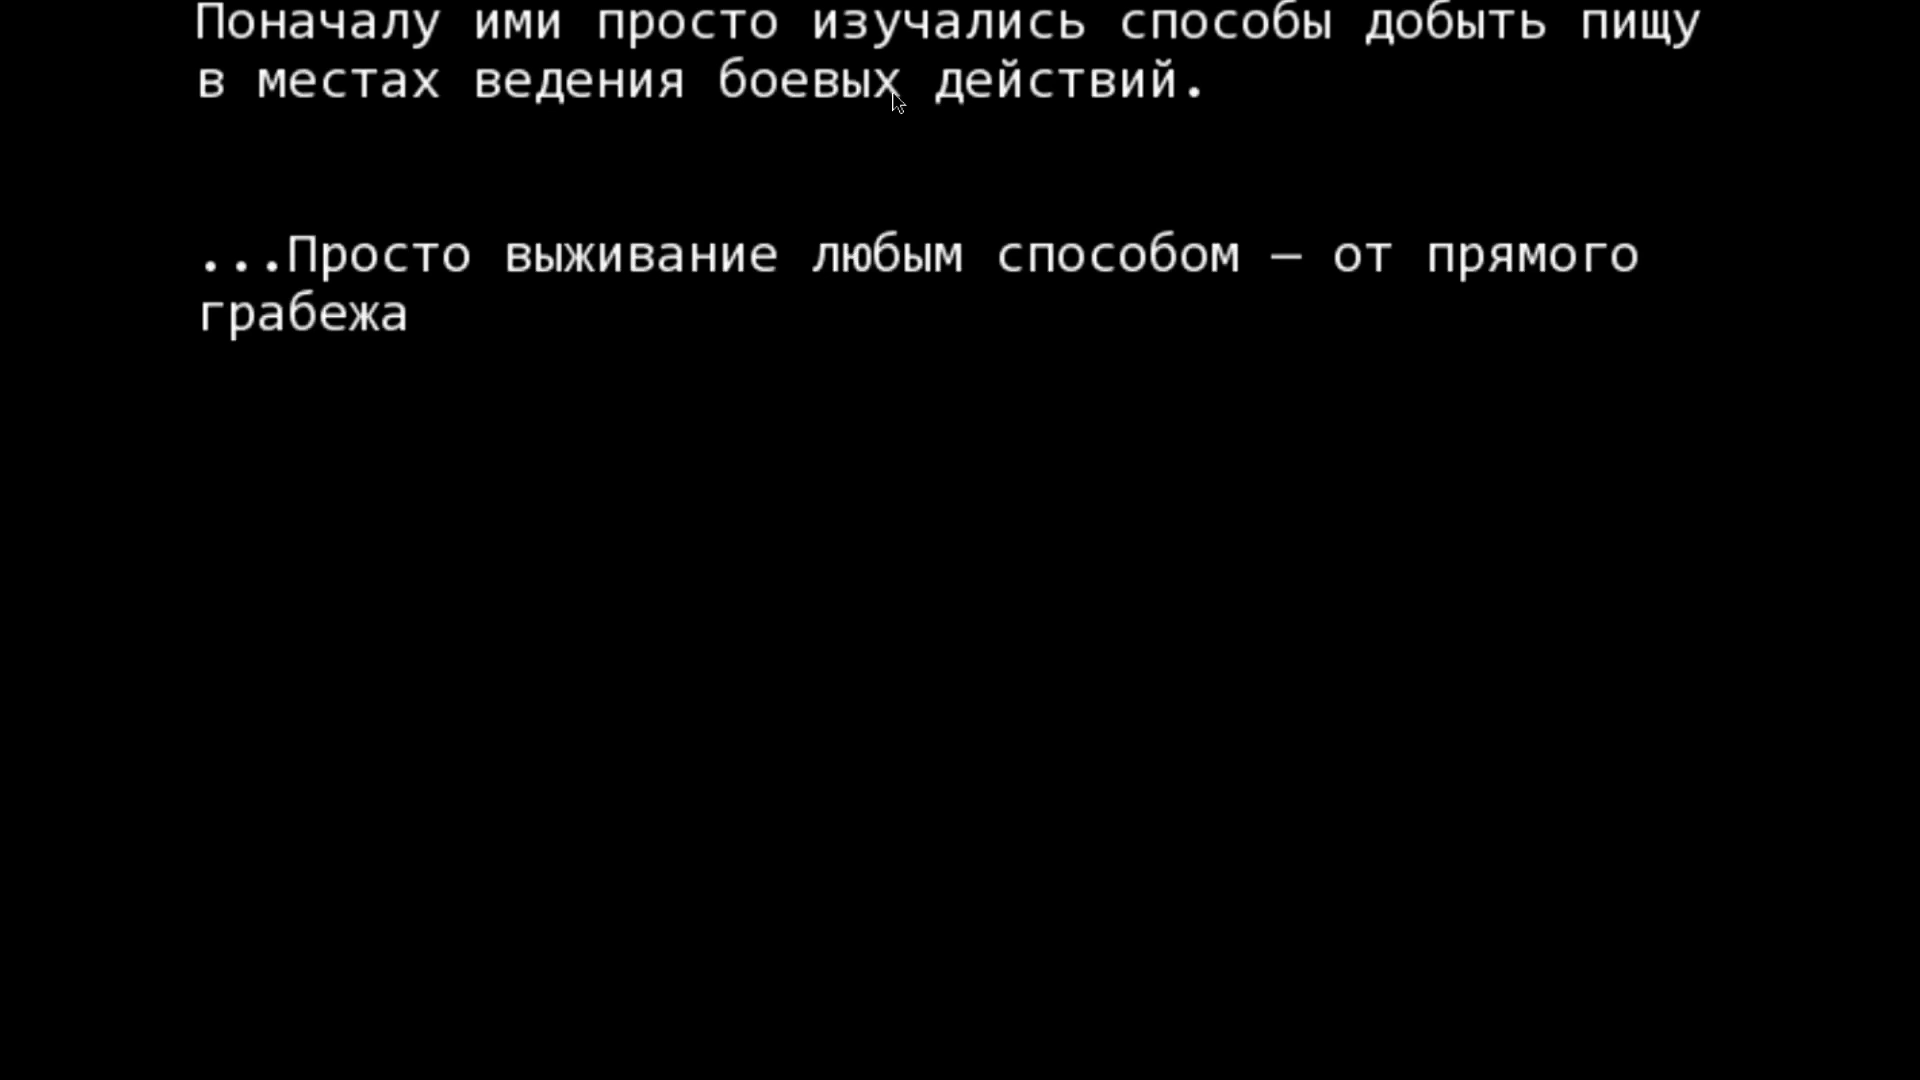 Поначалу ими просто изучались способы добыть пищу
в местах ведения боевых действий.
...Просто выживание любым способом — от прямого
грабежа